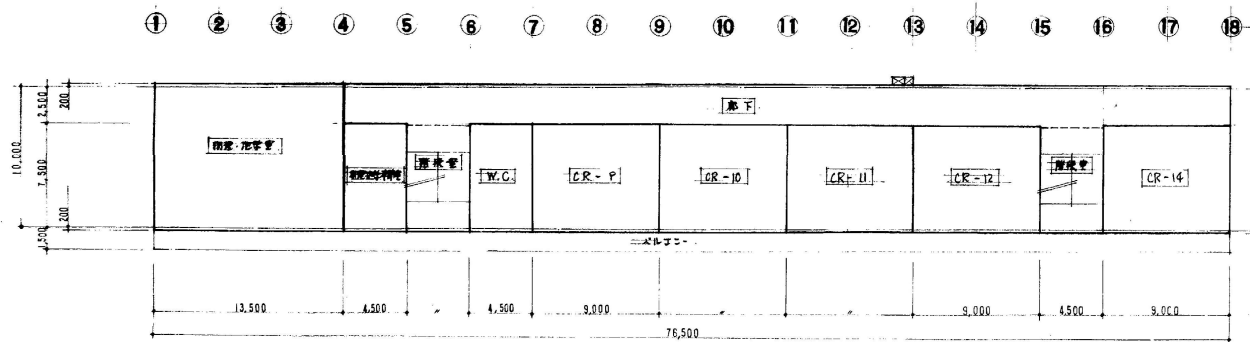 ① ② ③ ④ ⑤ ⑥ ⑦ ⑧ ⑨ ⑩ ⑪ ⑫ ⑬ ⑭ ⑮ ⑯ ⑰ ⑱
200
2,500
廊下
10,000
7,500
階段室
W.C
CR-9
CR-10
CR-11
CR-12
階段室
CR-14
200
1,500
バルコニー
13,500 4,500 〃 4,500 9,000 〃 〃 9,000 4,500 9,000
76,500